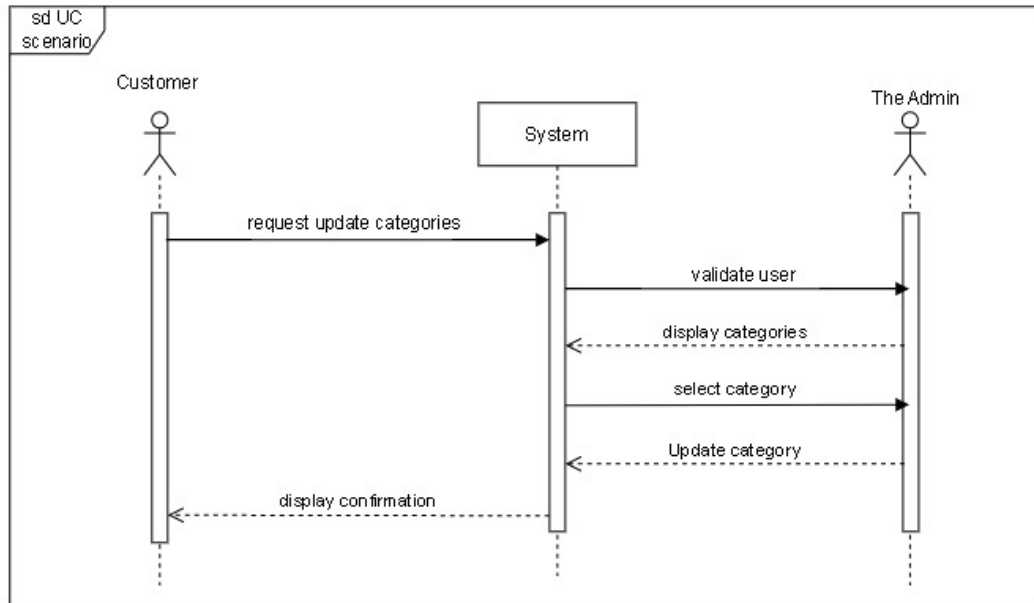 sd UC
scenario
Customer
System
The Admin
request update categories
validate user
display categories
select category
Update category
display confirmation